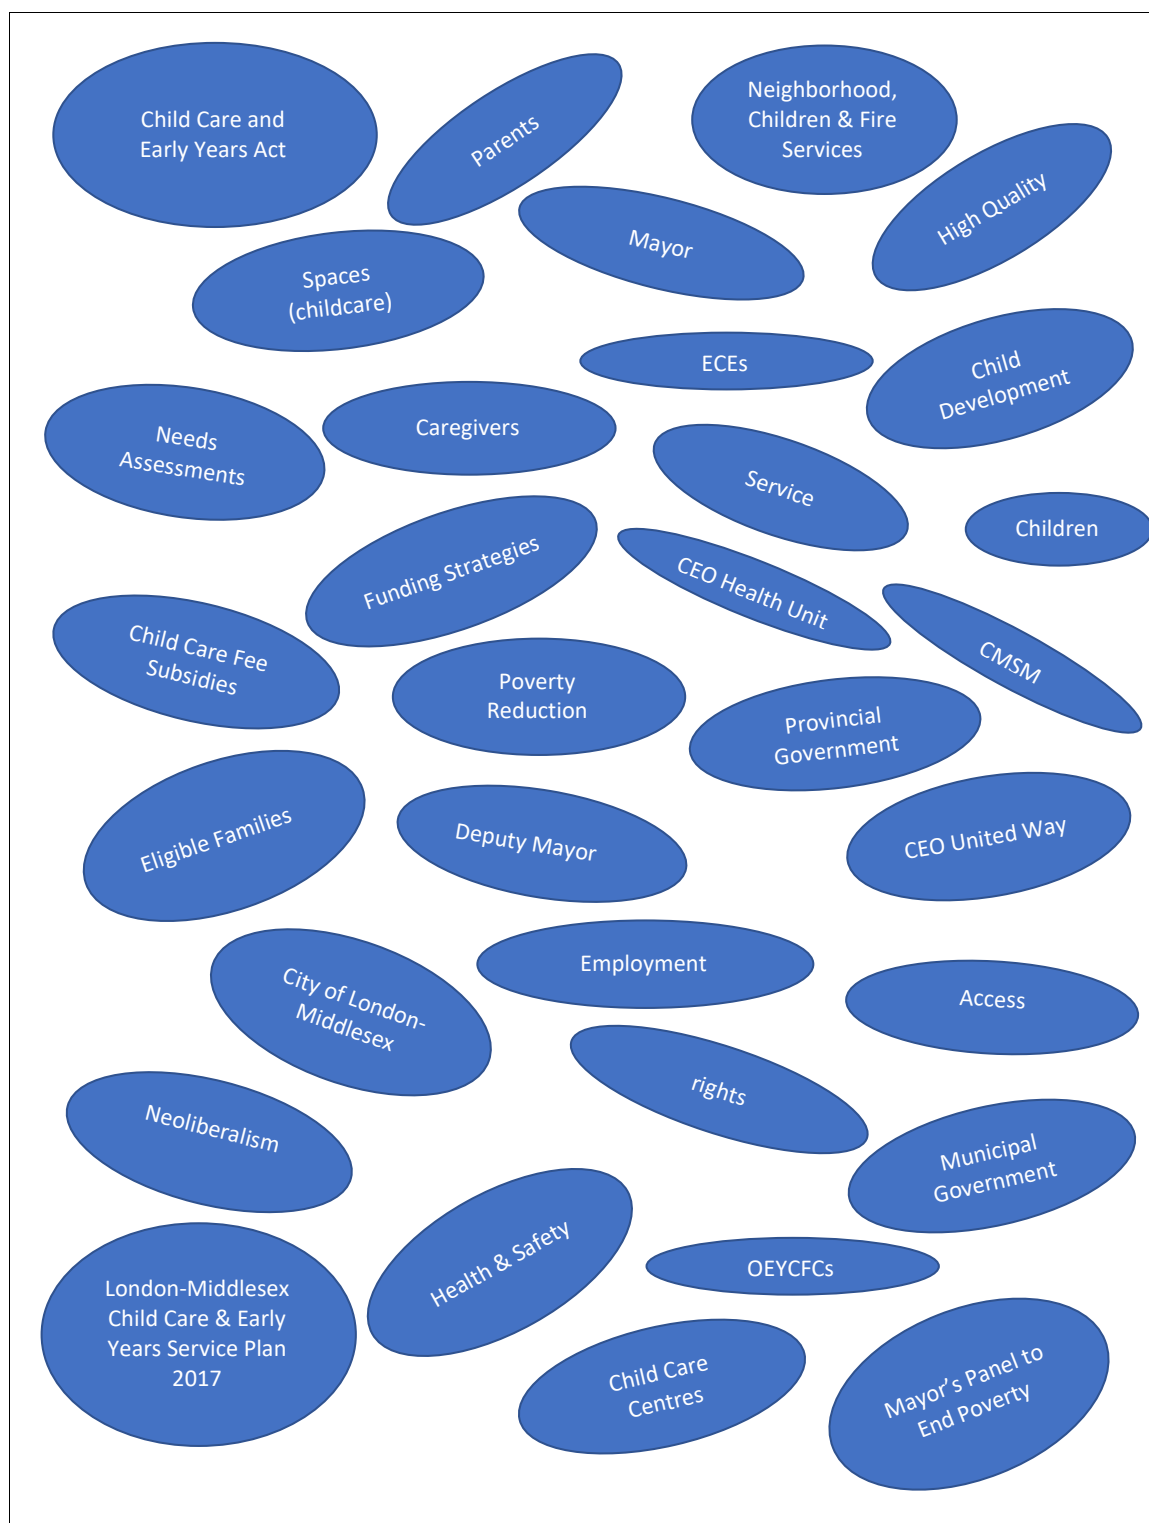 Child Care and
Early Years Act
Parents
Neighborhood,
Children & Fire
Services
High Quality
Mayor
Spaces
(childcare)
ECEs
Child
Development
Caregivers
Needs
Assessments
Service
Children
Funding Strategies
CEO Health Unit
CMSM
Child Care Fee
Subsidies
Poverty
Reduction
Provincial
Government
Eligible Families
Deputy Mayor
CEO United Way
Employment
City of London-
Middlesex
Access
rights
Neoliberalism
Municipal
Government
Health & Safety
OEYCFCs
London-Middlesex
Child Care & Early
Years Service Plan
2017
Child Care
Centres
Mayor’s Panel to
End Poverty